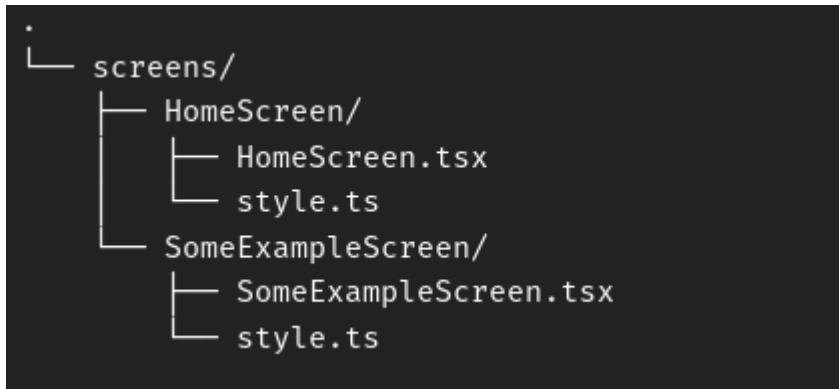 .
└── screens/
    ├── HomeScreen/
    │   ├── HomeScreen.tsx
    │   └── style.ts
    └── SomeExampleScreen/
        ├── SomeExampleScreen.tsx
        └── style.ts